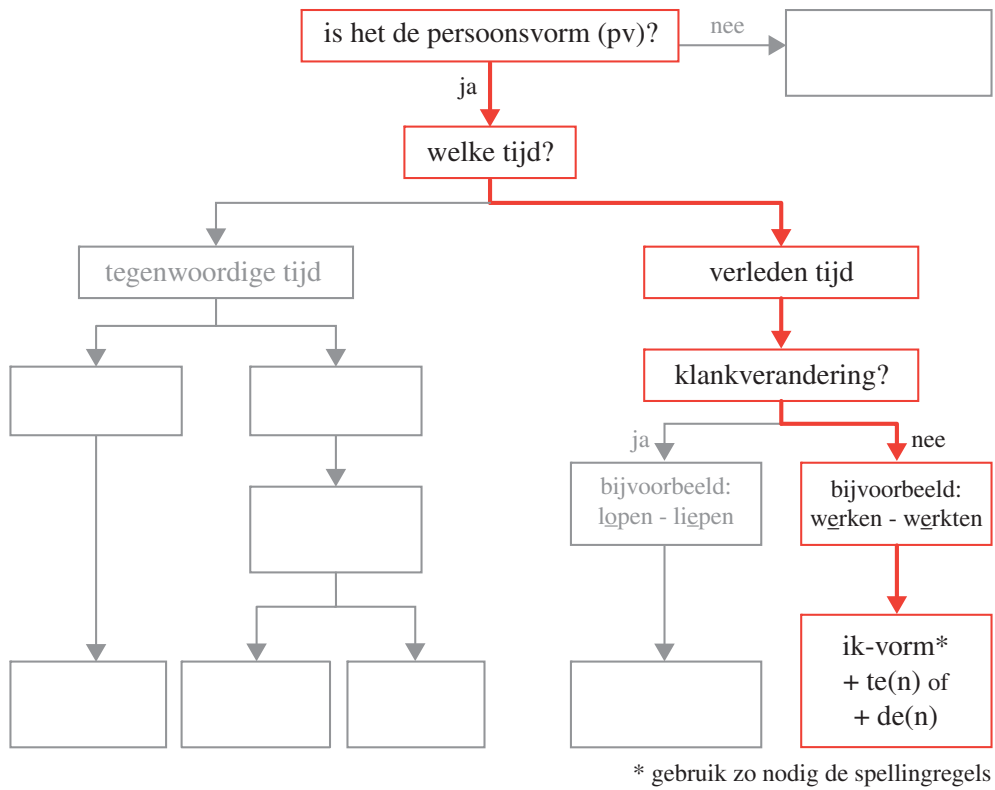 is het de persoonsvorm (pv)?
nee
ja
welke tijd?
tegenwoordige tijd
verleden tijd
klankverandering?
ja
nee
bijvoorbeeld:
lopen - liepen
bijvoorbeeld:
werken - werkten
ik-vorm*
+ te(n) of
+ de(n)
* gebruik zo nodig de spellingregels